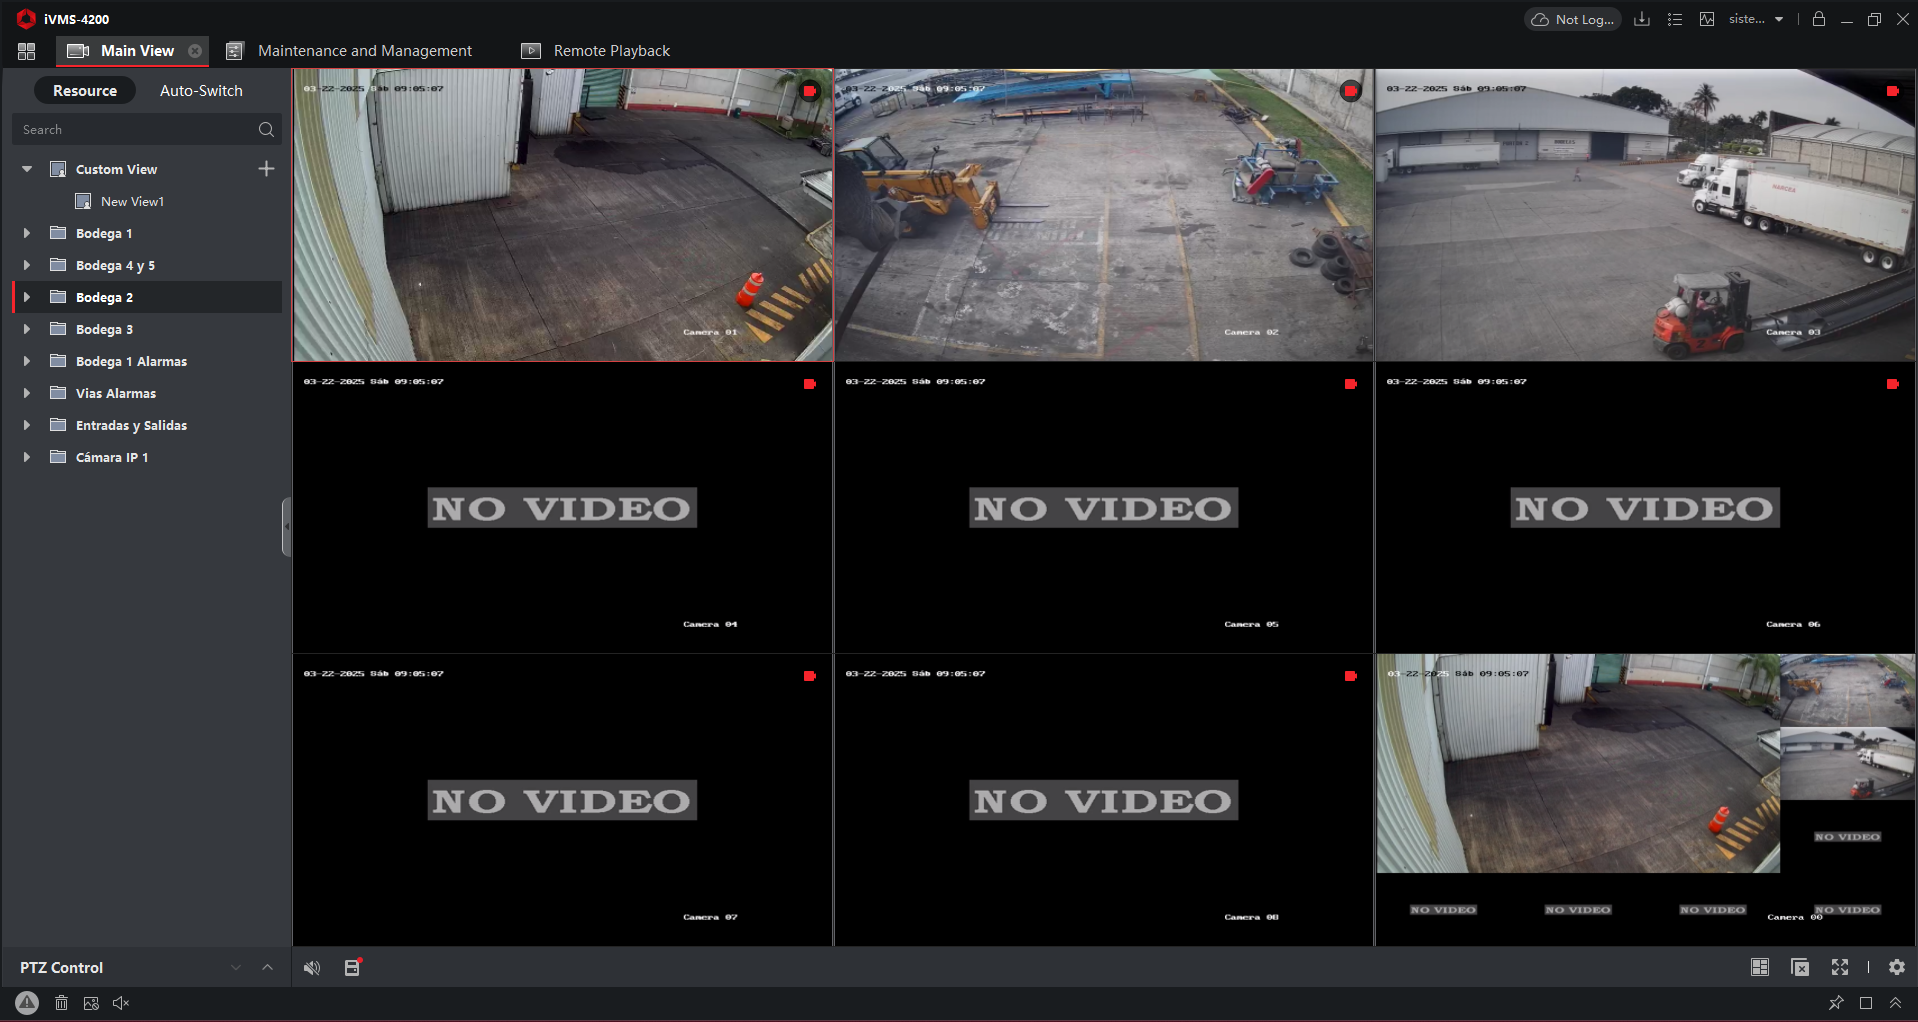 iVMS-4200
Not Log...
siste...
Main View
Maintenance and Management
Remote Playback
Resource
Auto-Switch
Search
Custom View
New View1
Bodega 1
Bodega 4 y 5
Bodega 2
Bodega 3
Bodega 1 Alarmas
Vias Alarmas
Entradas y Salidas
Cámara IP 1
03-22-2025 Sáb 09:05:07
Camera 01
03-22-2025 Sáb 09:05:07
Camera 02
03-22-2025 Sáb 09:05:07
Camera 03
03-22-2025 Sáb 09:05:07
NO VIDEO
Camera 04
03-22-2025 Sáb 09:05:07
NO VIDEO
Camera 05
03-22-2025 Sáb 09:05:07
NO VIDEO
Camera 06
03-22-2025 Sáb 09:05:07
NO VIDEO
Camera 07
03-22-2025 Sáb 09:05:07
NO VIDEO
Camera 08
03-22-2025 Sáb 09:05:07
NO VIDEO
NO VIDEO
NO VIDEO
NO VIDEO
NO VIDEO
Camera 00
PTZ Control